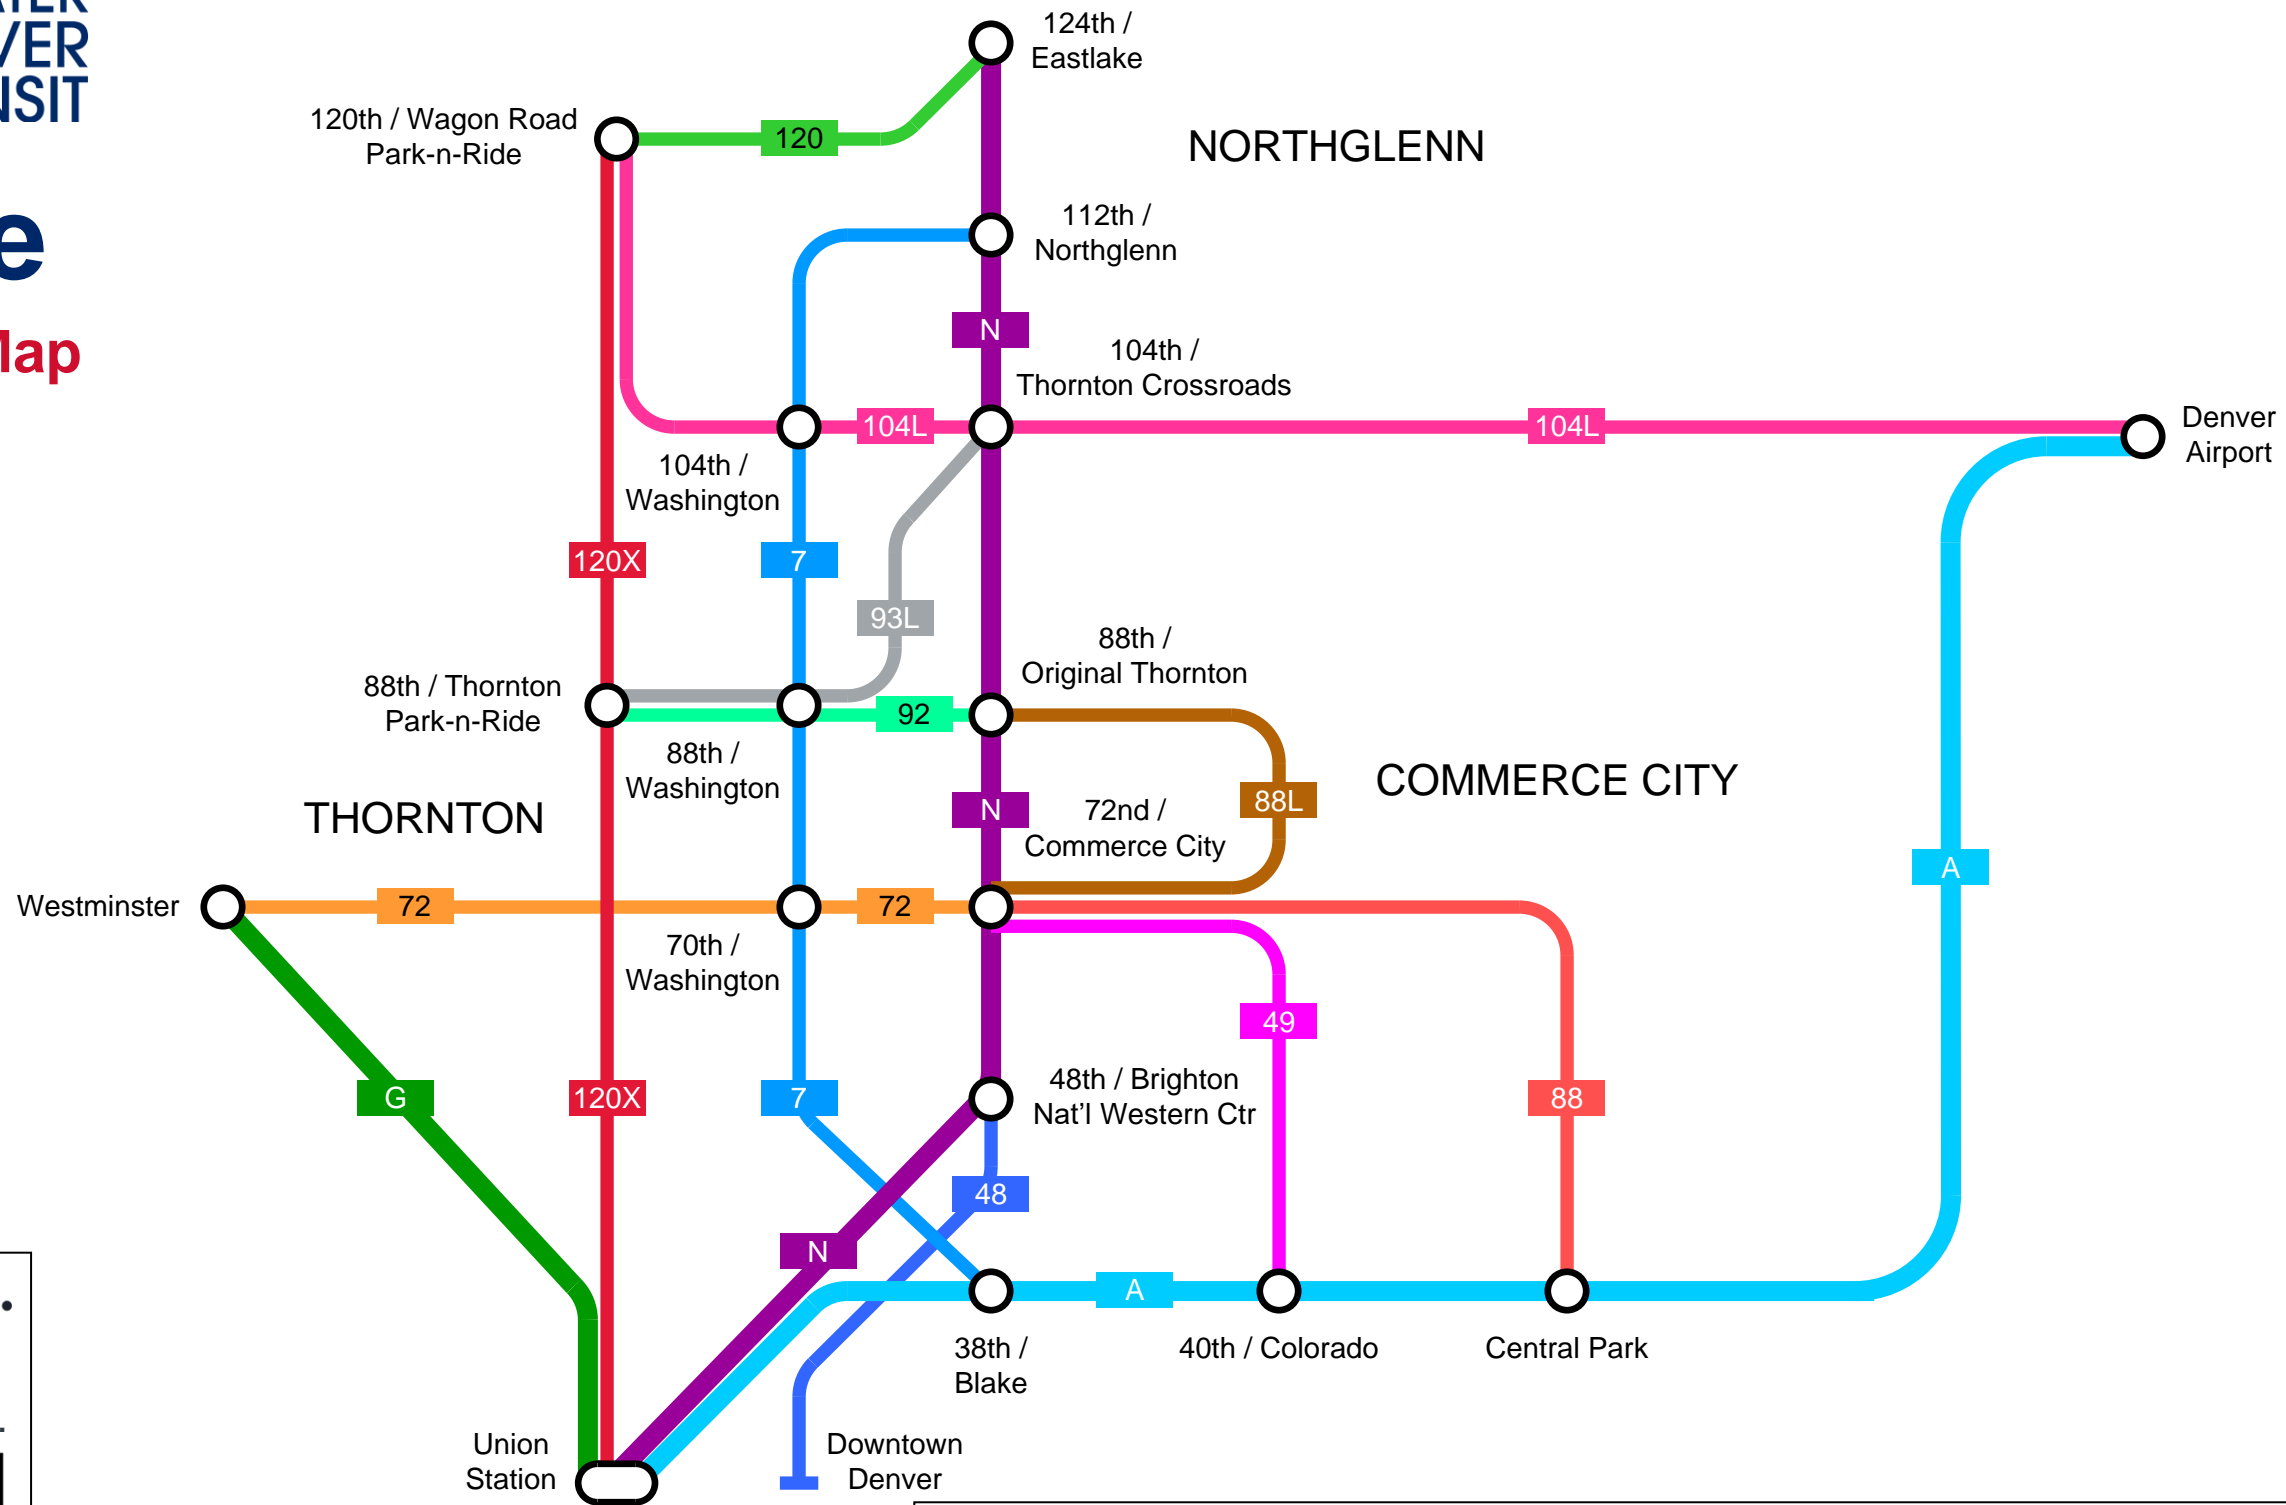 124th /
Eastlake
120th / Wagon Road
Park-n-Ride
120
NORTHGLENN
112th /
Northglenn
N
104th /
Thornton Crossroads
104L
104L
Denver
Airport
104th /
Washington
120X
7
93L
88th /
Original Thornton
88th / Thornton
Park-n-Ride
92
88th /
Washington
COMMERCE CITY
THORNTON
N
88L
72nd /
Commerce City
A
Westminster
72
72
70th /
Washington
49
G
120X
7
48th / Brighton
Nat'l Western Ctr
88
48
N
A
38th /
Blake
40th / Colorado
Central Park
Union
Station
Downtown
Denver